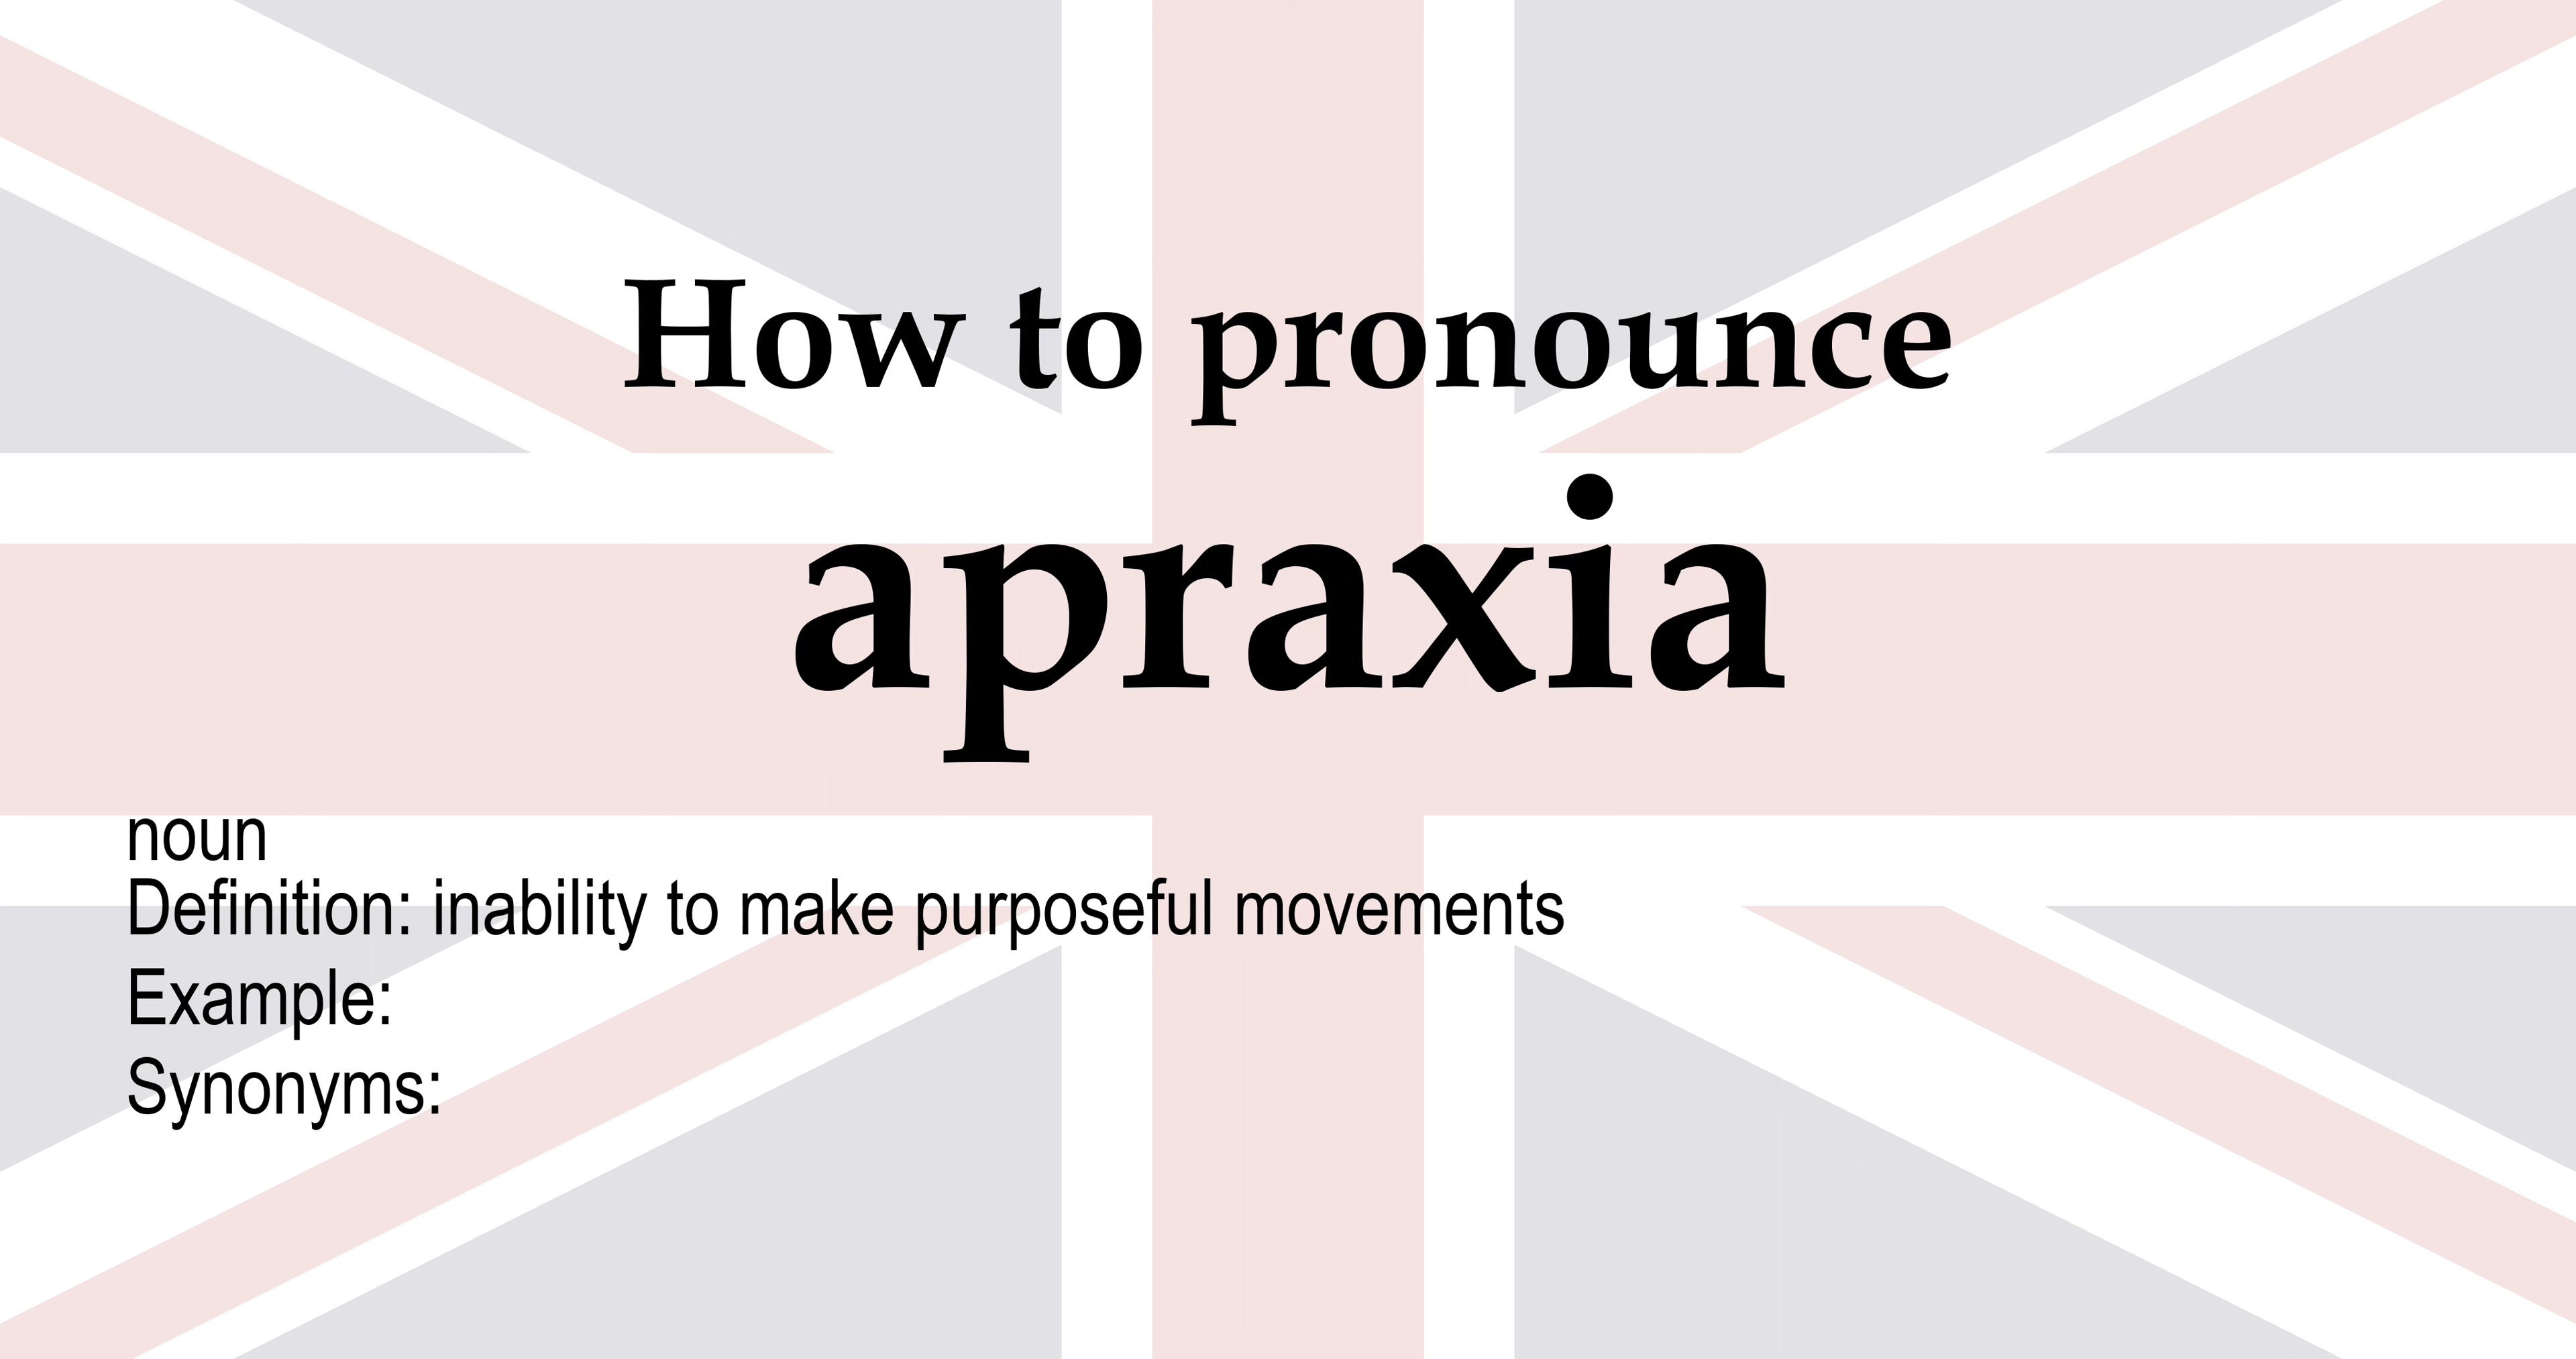 How to pronounce
apraxia
noun
Definition: inability to make purposeful movements
Example:
Synonyms: